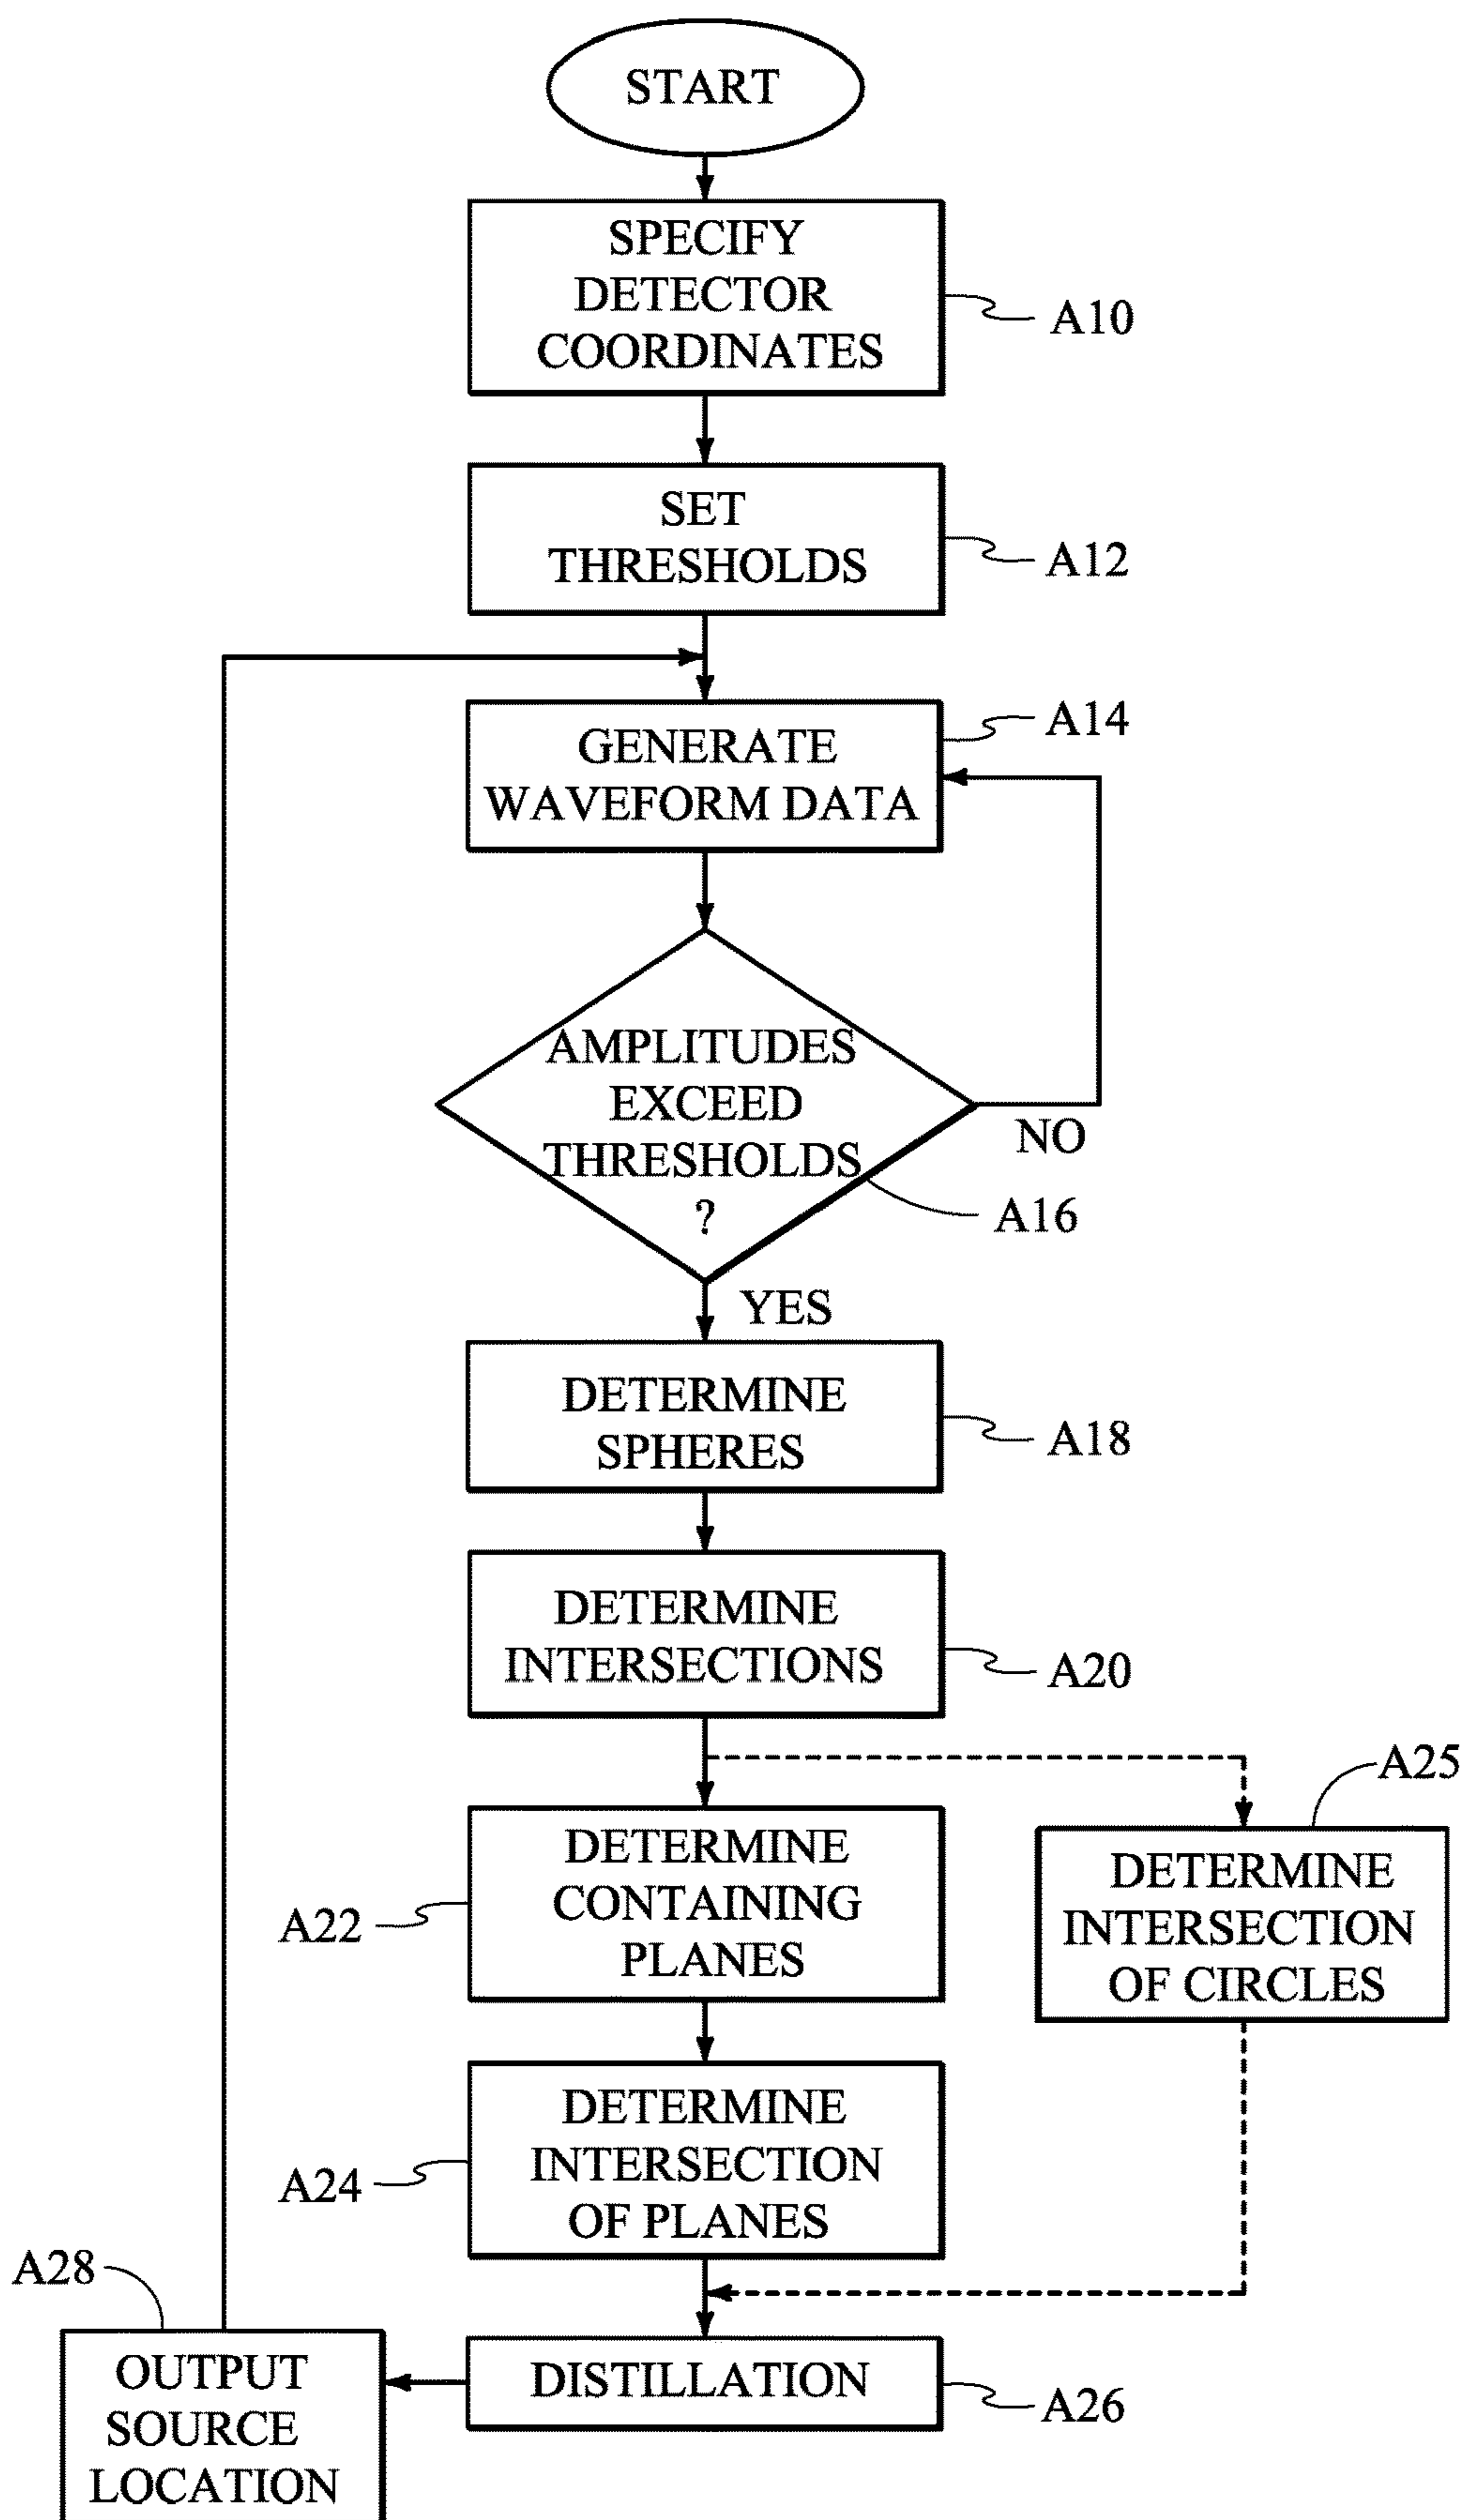 START
SPECIFY
DETECTOR
COORDINATES
A10
SET
THRESHOLDS
A12
GENERATE
WAVEFORM DATA
A14
AMPLITUDES
EXCEED
THRESHOLDS
?
NO
A16
YES
DETERMINE
SPHERES
A18
DETERMINE
INTERSECTIONS
A20
DETERMINE
CONTAINING
PLANES
A22
A25
DETERMINE
INTERSECTION
OF CIRCLES
DETERMINE
INTERSECTION
OF PLANES
A24
A28
OUTPUT
SOURCE
LOCATION
DISTILLATION
A26